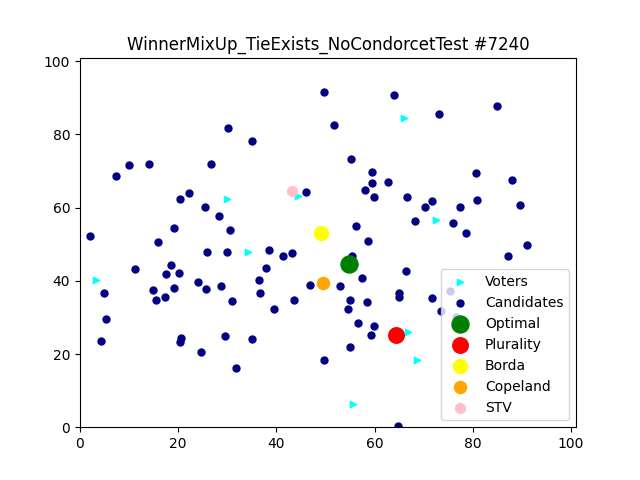 WinnerMixUp_TieExists_NoCondorcetTest #7240
100
80
60
40
20
0
0 20 40 60 80 100
Voters
Candidates
Optimal
Plurality
Borda
Copeland
STV